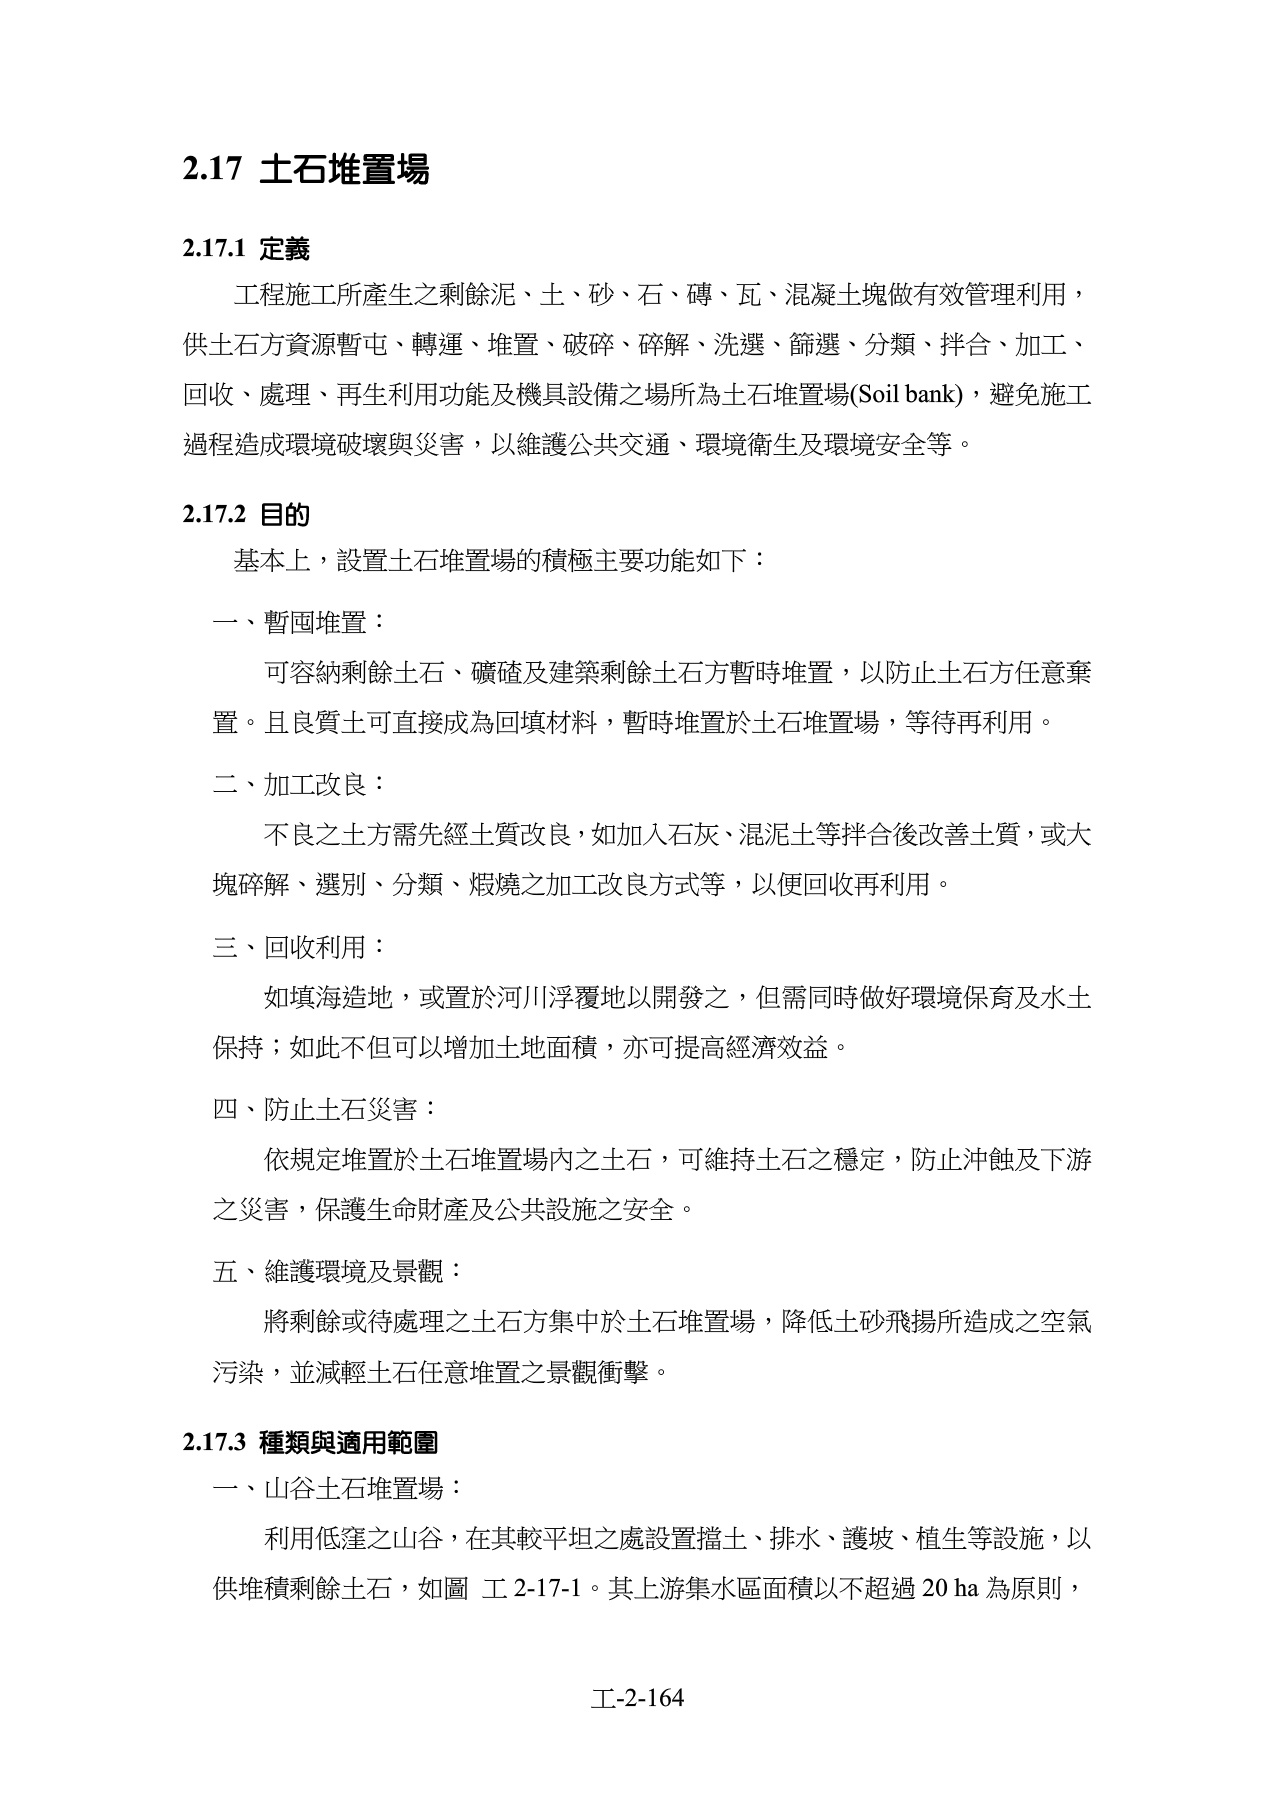 2.17 土石堆置場
2.17.1 定義
工程施工所產生之剩餘泥、土、砂、石、磚、瓦、混凝土塊做有效管理利用，
供土石方資源暫屯、轉運、堆置、破碎、碎解、洗選、篩選、分類、拌合、加工、
回收、處理、再生利用功能及機具設備之場所為土石堆置場(Soil bank)，避免施工
過程造成環境破壞與災害，以維護公共交通、環境衛生及環境安全等。
2.17.2 目的
基本上，設置土石堆置場的積極主要功能如下：
一、暫囤堆置：
可容納剩餘土石、礦碴及建築剩餘土石方暫時堆置，以防止土石方任意棄
置。且良質土可直接成為回填材料，暫時堆置於土石堆置場，等待再利用。
二、加工改良：
不良之土方需先經土質改良，如加入石灰、混泥土等拌合後改善土質，或大
塊碎解、選別、分類、煅燒之加工改良方式等，以便回收再利用。
三、回收利用：
如填海造地，或置於河川浮覆地以開發之，但需同時做好環境保育及水土
保持；如此不但可以增加土地面積，亦可提高經濟效益。
四、防止土石災害：
依規定堆置於土石堆置場內之土石，可維持土石之穩定，防止沖蝕及下游
之災害，保護生命財產及公共設施之安全。
五、維護環境及景觀：
將剩餘或待處理之土石方集中於土石堆置場，降低土砂飛揚所造成之空氣
污染，並減輕土石任意堆置之景觀衝擊。
2.17.3 種類與適用範圍
一、山谷土石堆置場：
利用低窪之山谷，在其較平坦之處設置擋土、排水、護坡、植生等設施，以
供堆積剩餘土石，如圖 工 2-17-1。其上游集水區面積以不超過 20 ha 為原則，
工-2-164